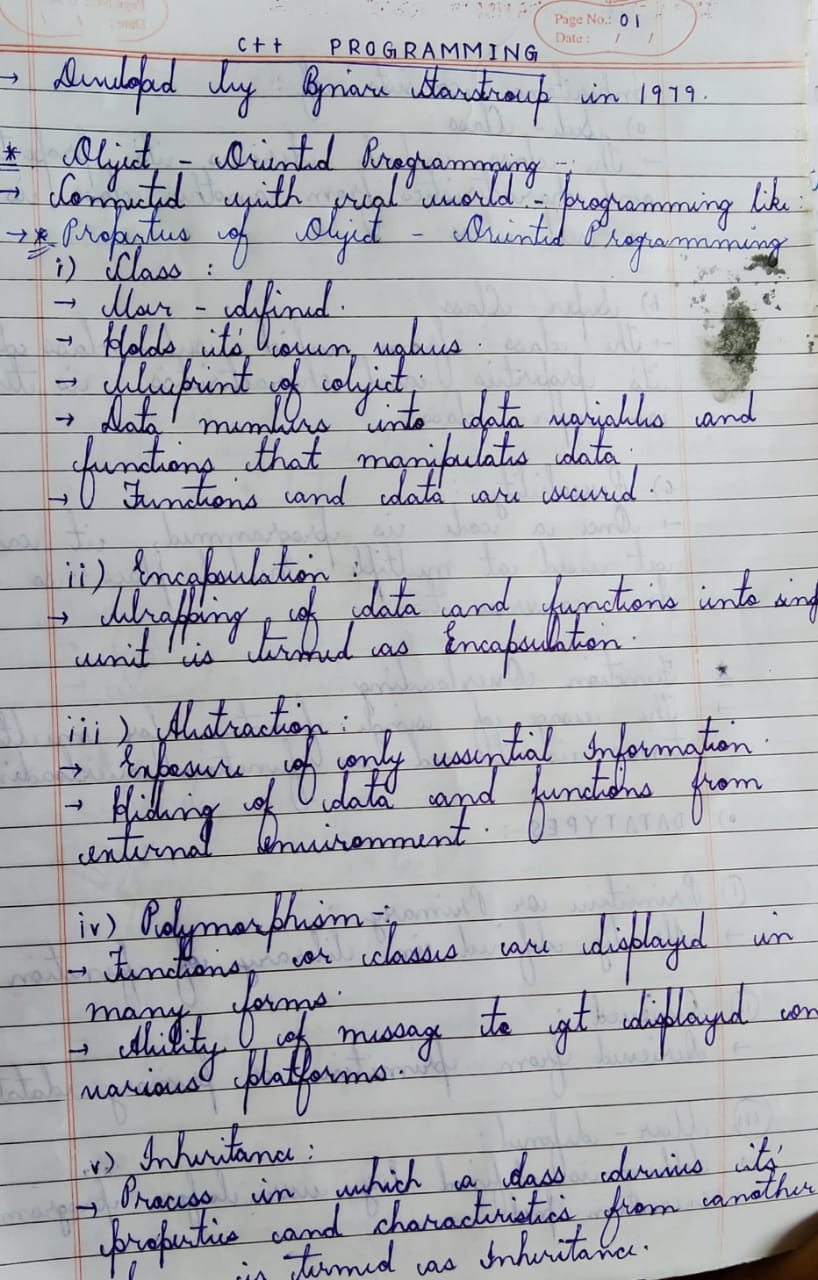 Page No.: 01
Date : / /
C++ PROGRAMMING
→ Developed by Bjnare Starstroup in 1979.
* Object - Oriented Programming -:
→ Connected with real world - programming like :
→ * Properties of Object - Oriented Programming
i) Class :
→ User - defined.
→ Holds its' own values.
→ Blueprint of object.
→ Data members into data variables and
functions that manipulates data.
→ Functions and data are secured.
ii) Encapsulation :
→ Wrapping of data and functions into sing
unit is termed as Encapsulation.
iii) Abstraction :
→ Exposure of only essential Information.
→ Hiding of data and functions from
external Environment.
iv) Polymorphism -:
→ Functions or classes are displayed in
many forms.
→ Ability of message to get displayed on
various platforms.
v) Inheritance :
→ Process in which a class derives its'
properties and characteristics from another
is termed as Inheritance.